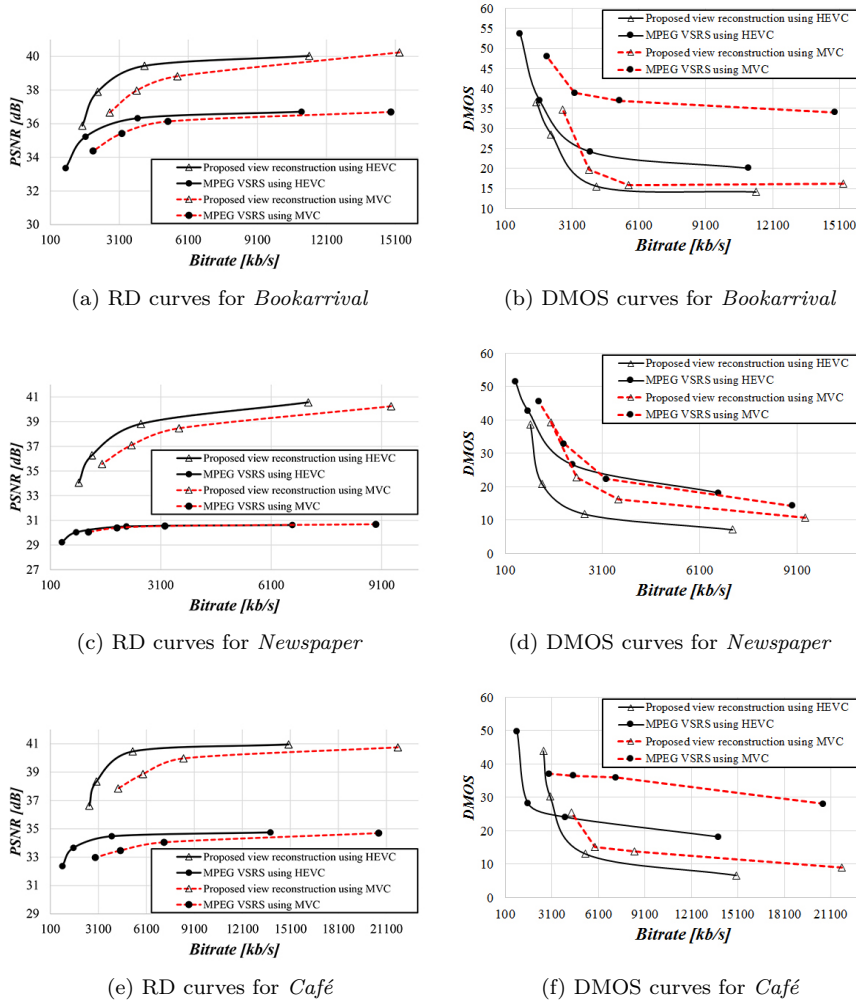 PSNR [dB]
40
38
36
34
32
30
100 3100 6100 9100 12100 15100
Bitrate [kb/s]
Proposed view reconstruction using HEVC
MPEG VSRS using HEVC
Proposed view reconstruction using MVC
MPEG VSRS using MVC
(a) RD curves for Bookarrival
DMOS
60
55
50
45
40
35
30
25
20
15
10
100 3100 6100 9100 12100 15100
Bitrate [kb/s]
Proposed view reconstruction using HEVC
MPEG VSRS using HEVC
Proposed view reconstruction using MVC
MPEG VSRS using MVC
(b) DMOS curves for Bookarrival
PSNR [dB]
41
39
37
35
33
31
29
27
100 3100 6100 9100
Bitrate [kb/s]
Proposed view reconstruction using HEVC
MPEG VSRS using HEVC
Proposed view reconstruction using MVC
MPEG VSRS using MVC
(c) RD curves for Newspaper
DMOS
60
50
40
30
20
10
0
100 3100 6100 9100
Bitrate [kb/s]
Proposed view reconstruction using HEVC
MPEG VSRS using HEVC
Proposed view reconstruction using MVC
MPEG VSRS using MVC
(d) DMOS curves for Newspaper
PSNR [dB]
41
39
37
35
33
31
29
100 3100 6100 9100 12100 15100 18100 21100
Bitrate [kb/s]
Proposed view reconstruction using HEVC
MPEG VSRS using HEVC
Proposed view reconstruction using MVC
MPEG VSRS using MVC
(e) RD curves for Café
DMOS
60
50
40
30
20
10
0
100 3100 6100 9100 12100 15100 18100 21100
Bitrate [kb/s]
Proposed view reconstruction using HEVC
MPEG VSRS using HEVC
Proposed view reconstruction using MVC
MPEG VSRS using MVC
(f) DMOS curves for Café